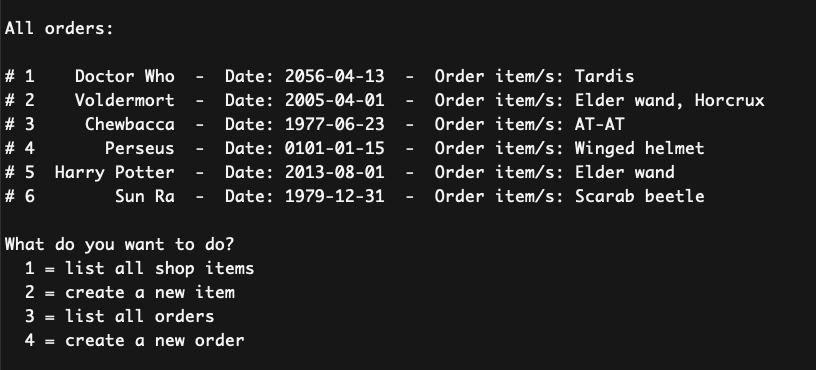 All orders:
# 1    Doctor Who  -  Date: 2056-04-13  -  Order item/s: Tardis
# 2    Voldermort  -  Date: 2005-04-01  -  Order item/s: Elder wand, Horcrux
# 3     Chewbacca  -  Date: 1977-06-23  -  Order item/s: AT-AT
# 4       Perseus  -  Date: 0101-01-15  -  Order item/s: Winged helmet
# 5  Harry Potter  -  Date: 2013-08-01  -  Order item/s: Elder wand
# 6        Sun Ra  -  Date: 1979-12-31  -  Order item/s: Scarab beetle
What do you want to do?
  1 = list all shop items
  2 = create a new item
  3 = list all orders
  4 = create a new order